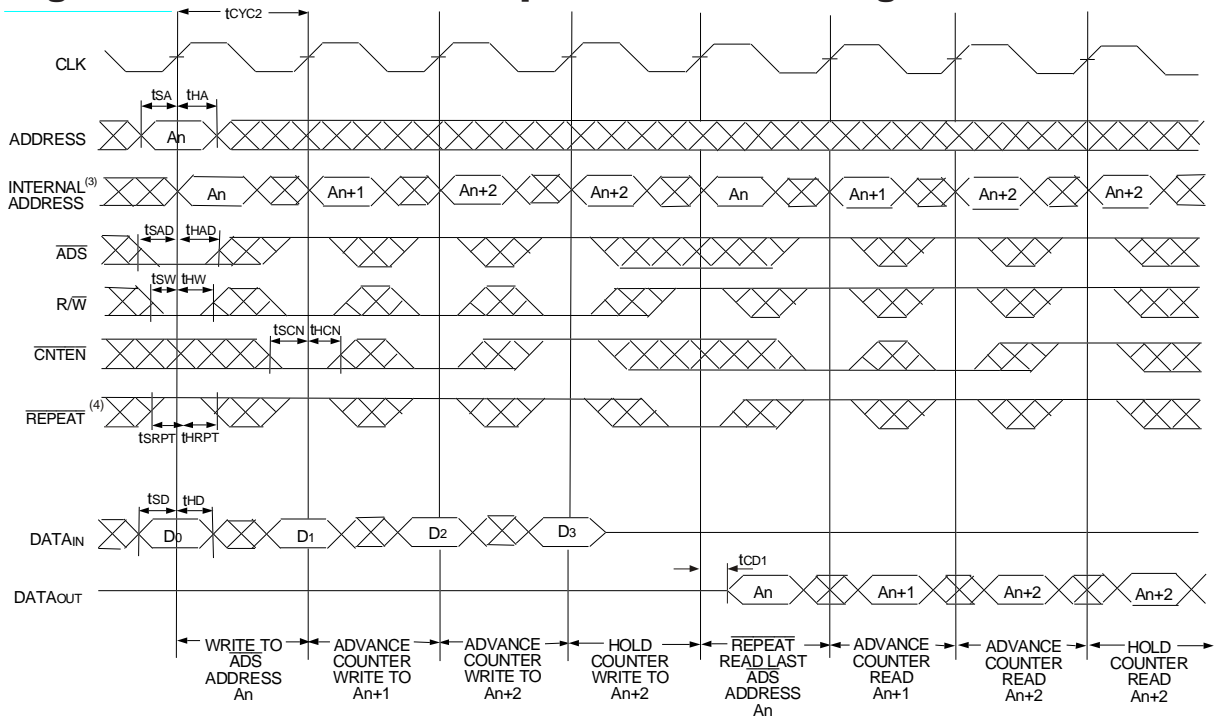 tCYC2
CLK
tSA tHA
ADDRESS An
INTERNAL(3) ADDRESS An An+1 An+2 An+2 An An+1 An+2 An+2
tSAD tHAD
ADS
tSW tHW
R/W
tSCN tHCN
CNTEN
REPEAT (4)
tSRPT tHRPT
tSD tHD
DATAIN D0 D1 D2 D3
tCD1
DATAOUT An An+1 An+2 An+2
WRITE TO ADS ADDRESS An
ADVANCE COUNTER WRITE TO An+1
ADVANCE COUNTER WRITE TO An+2
HOLD COUNTER WRITE TO An+2
REPEAT READ LAST ADS ADDRESS An
ADVANCE COUNTER READ An+1
ADVANCE COUNTER READ An+2
HOLD COUNTER READ An+2